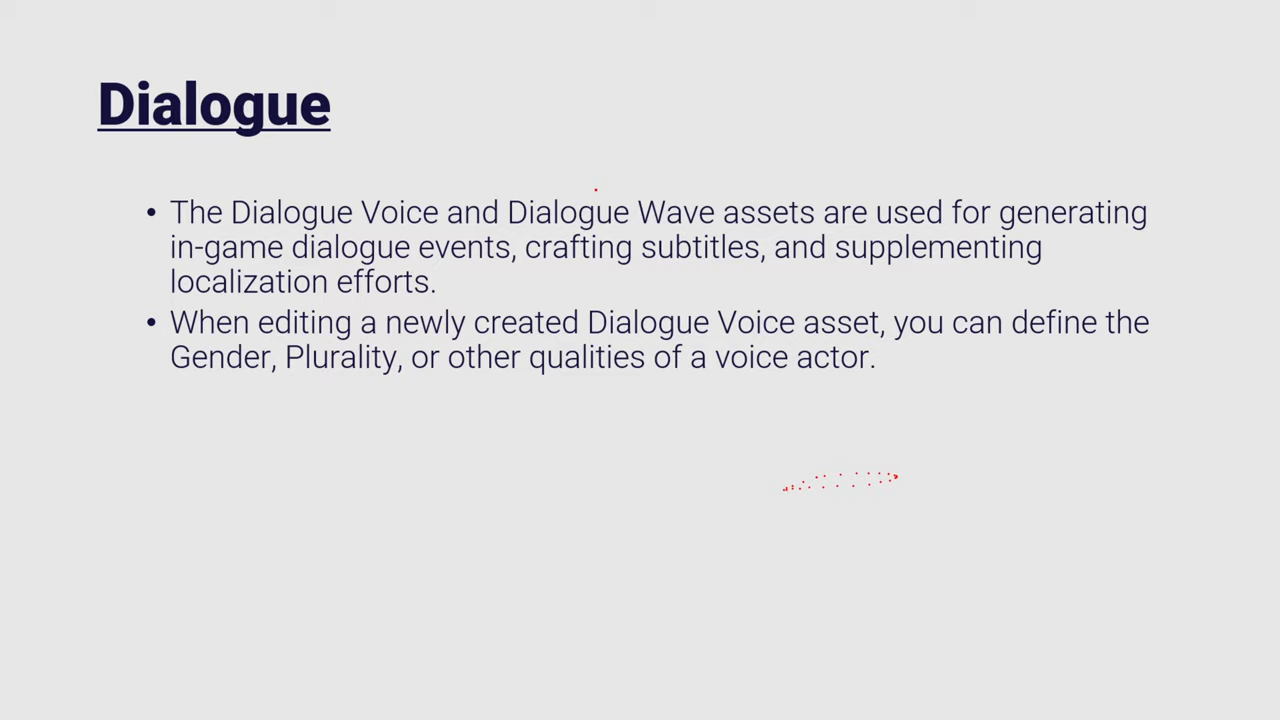 Dialogue
• The Dialogue Voice and Dialogue Wave assets are used for generating
in-game dialogue events, crafting subtitles, and supplementing
localization efforts.
• When editing a newly created Dialogue Voice asset, you can define the
Gender, Plurality, or other qualities of a voice actor.